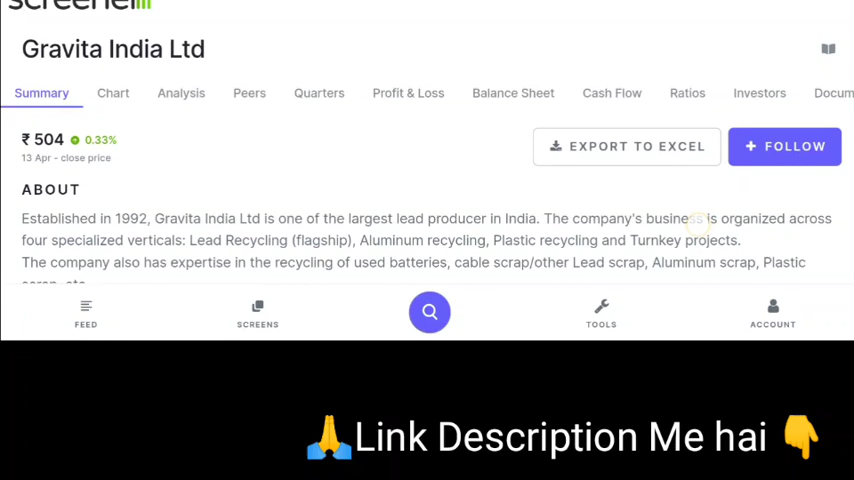 screener
Gravita India Ltd
Summary Chart Analysis Peers Quarters Profit & Loss Balance Sheet Cash Flow Ratios Investors Docum
₹ 504 0.33%
13 Apr - close price
EXPORT TO EXCEL
+ FOLLOW
ABOUT
Established in 1992, Gravita India Ltd is one of the largest lead producer in India. The company's business is organized across
four specialized verticals: Lead Recycling (flagship), Aluminum recycling, Plastic recycling and Turnkey projects.
The company also has expertise in the recycling of used batteries, cable scrap/other Lead scrap, Aluminum scrap, Plastic
scrap, etc.
FEED SCREENS TOOLS ACCOUNT
🙏Link Description Me hai 👇